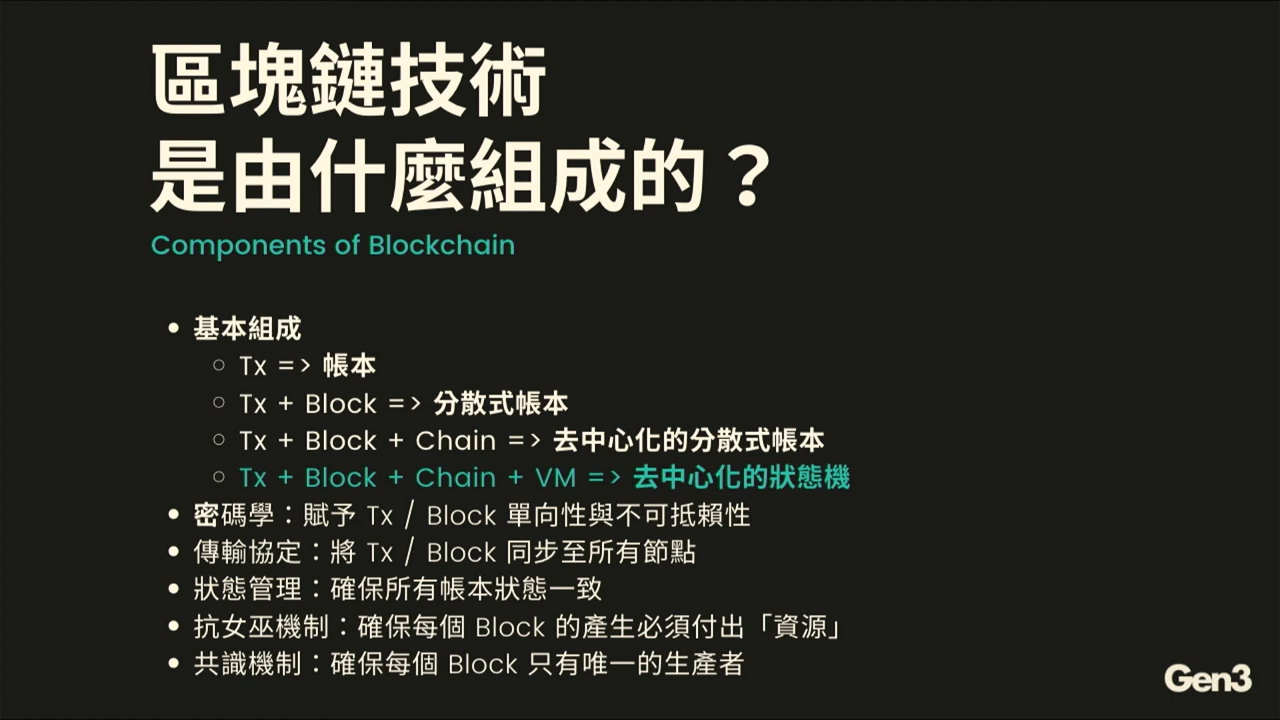 區塊鏈技術
是由什麼組成的？
Components of Blockchain
• 基本組成
○ Tx => 帳本
○ Tx + Block => 分散式帳本
○ Tx + Block + Chain => 去中心化的分散式帳本
○ Tx + Block + Chain + VM => 去中心化的狀態機
• 密碼學：賦予 Tx / Block 單向性與不可抵賴性
• 傳輸協定：將 Tx / Block 同步至所有節點
• 狀態管理：確保所有帳本狀態一致
• 抗女巫機制：確保每個 Block 的產生必須付出「資源」
• 共識機制：確保每個 Block 只有唯一的生產者
Gen3